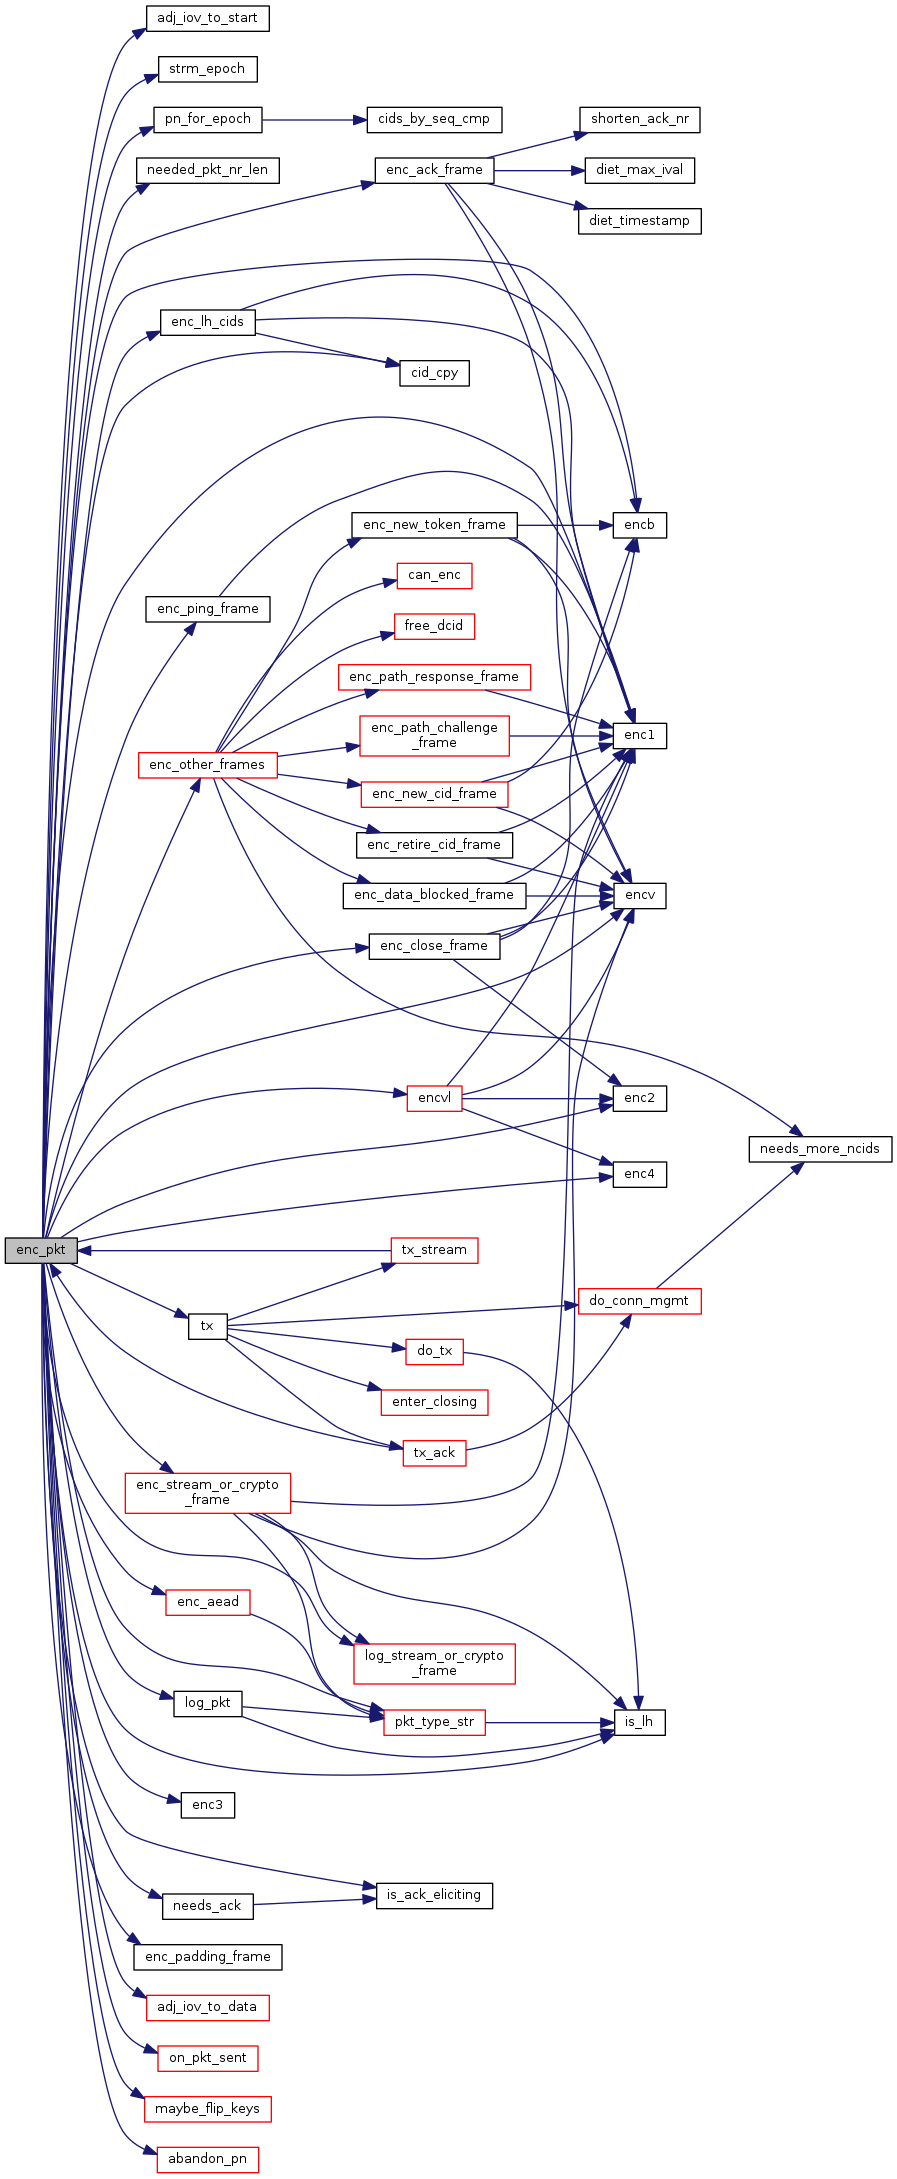 adj_iov_to_start
strm_epoch
pn_for_epoch
cids_by_seq_cmp
shorten_ack_nr
needed_pkt_nr_len
enc_ack_frame
diet_max_ival
diet_timestamp
enc_lh_cids
cid_cpy
enc_new_token_frame
encb
can_enc
enc_ping_frame
free_dcid
enc_path_response_frame
enc_path_challenge
_frame
enc1
enc_other_frames
enc_new_cid_frame
enc_retire_cid_frame
enc_data_blocked_frame
encv
enc_close_frame
encvl
enc2
needs_more_ncids
enc4
enc_pkt
tx_stream
do_conn_mgmt
tx
do_tx
enter_closing
tx_ack
enc_stream_or_crypto
_frame
enc_aead
log_stream_or_crypto
_frame
log_pkt
pkt_type_str
is_lh
enc3
is_ack_eliciting
needs_ack
enc_padding_frame
adj_iov_to_data
on_pkt_sent
maybe_flip_keys
abandon_pn